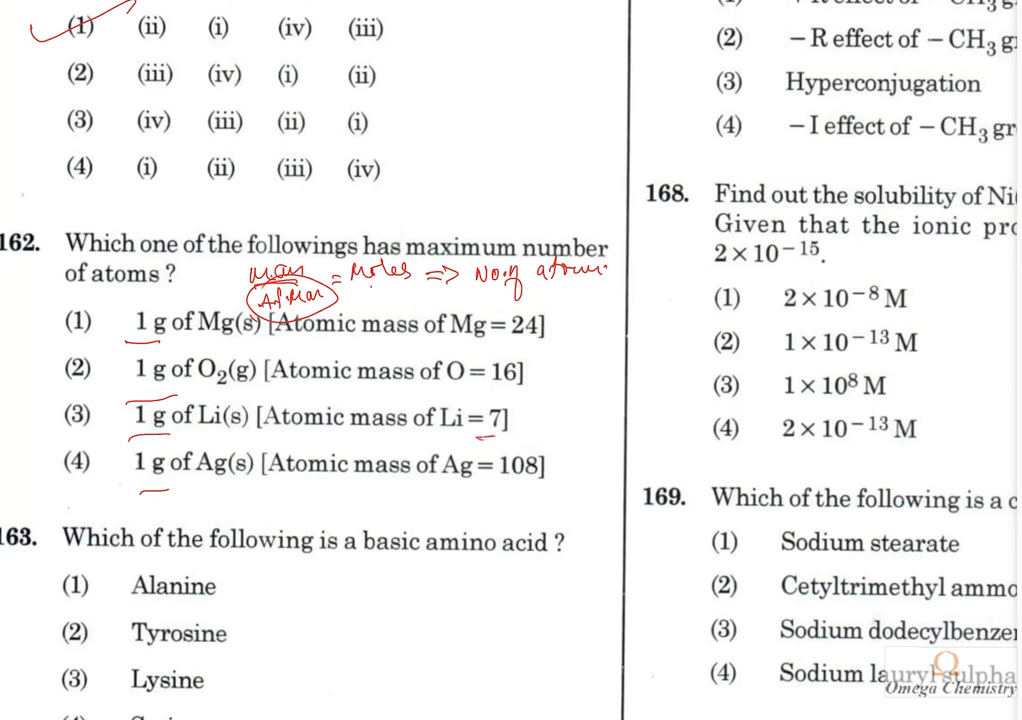 (1) (ii) (i) (iv) (iii)
(2) (iii) (iv) (i) (ii)
(3) (iv) (iii) (ii) (i)
(4) (i) (ii) (iii) (iv)
162. Which one of the followings has maximum number
of atoms ?
= Moles => No. of atoms
(1) 1 g of Mg(s) [Atomic mass of Mg = 24]
(2) 1 g of O₂(g) [Atomic mass of O = 16]
(3) 1 g of Li(s) [Atomic mass of Li = 7]
(4) 1 g of Ag(s) [Atomic mass of Ag = 108]
163. Which of the following is a basic amino acid ?
(1) Alanine
(2) Tyrosine
(3) Lysine
(2) – R effect of – CH₃ g
(3) Hyperconjugation
(4) – I effect of – CH₃ gr
168. Find out the solubility of Ni
Given that the ionic pro
2 × 10⁻¹⁵.
(1) 2 × 10⁻⁸ M
(2) 1 × 10⁻¹³ M
(3) 1 × 10⁸ M
(4) 2 × 10⁻¹³ M
169. Which of the following is a c
(1) Sodium stearate
(2) Cetyltrimethyl ammo
(3) Sodium dodecylbenze
(4) Sodium lauryl sulpha
Omega Chemistry